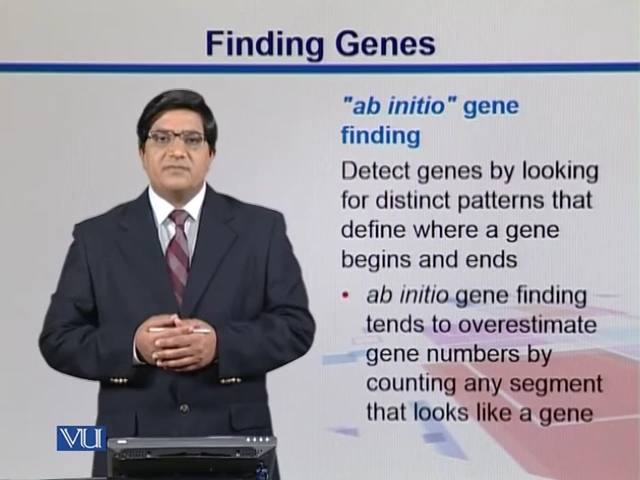 Finding Genes
"ab initio" gene
finding
Detect genes by looking
for distinct patterns that
define where a gene
begins and ends
• ab initio gene finding
tends to overestimate
gene numbers by
counting any segment
that looks like a gene
VU